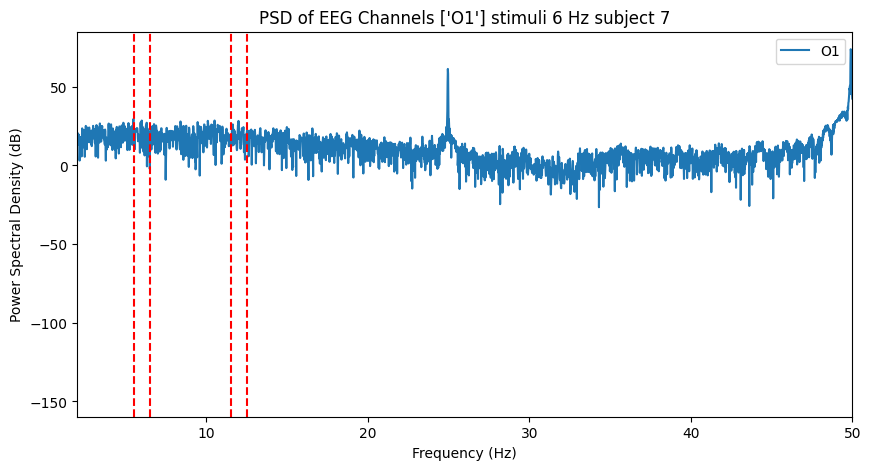 PSD of EEG Channels ['O1'] stimuli 6 Hz subject 7
O1
Power Spectral Density (dB)
50
0
−50
−100
−150
10
20
30
40
50
Frequency (Hz)